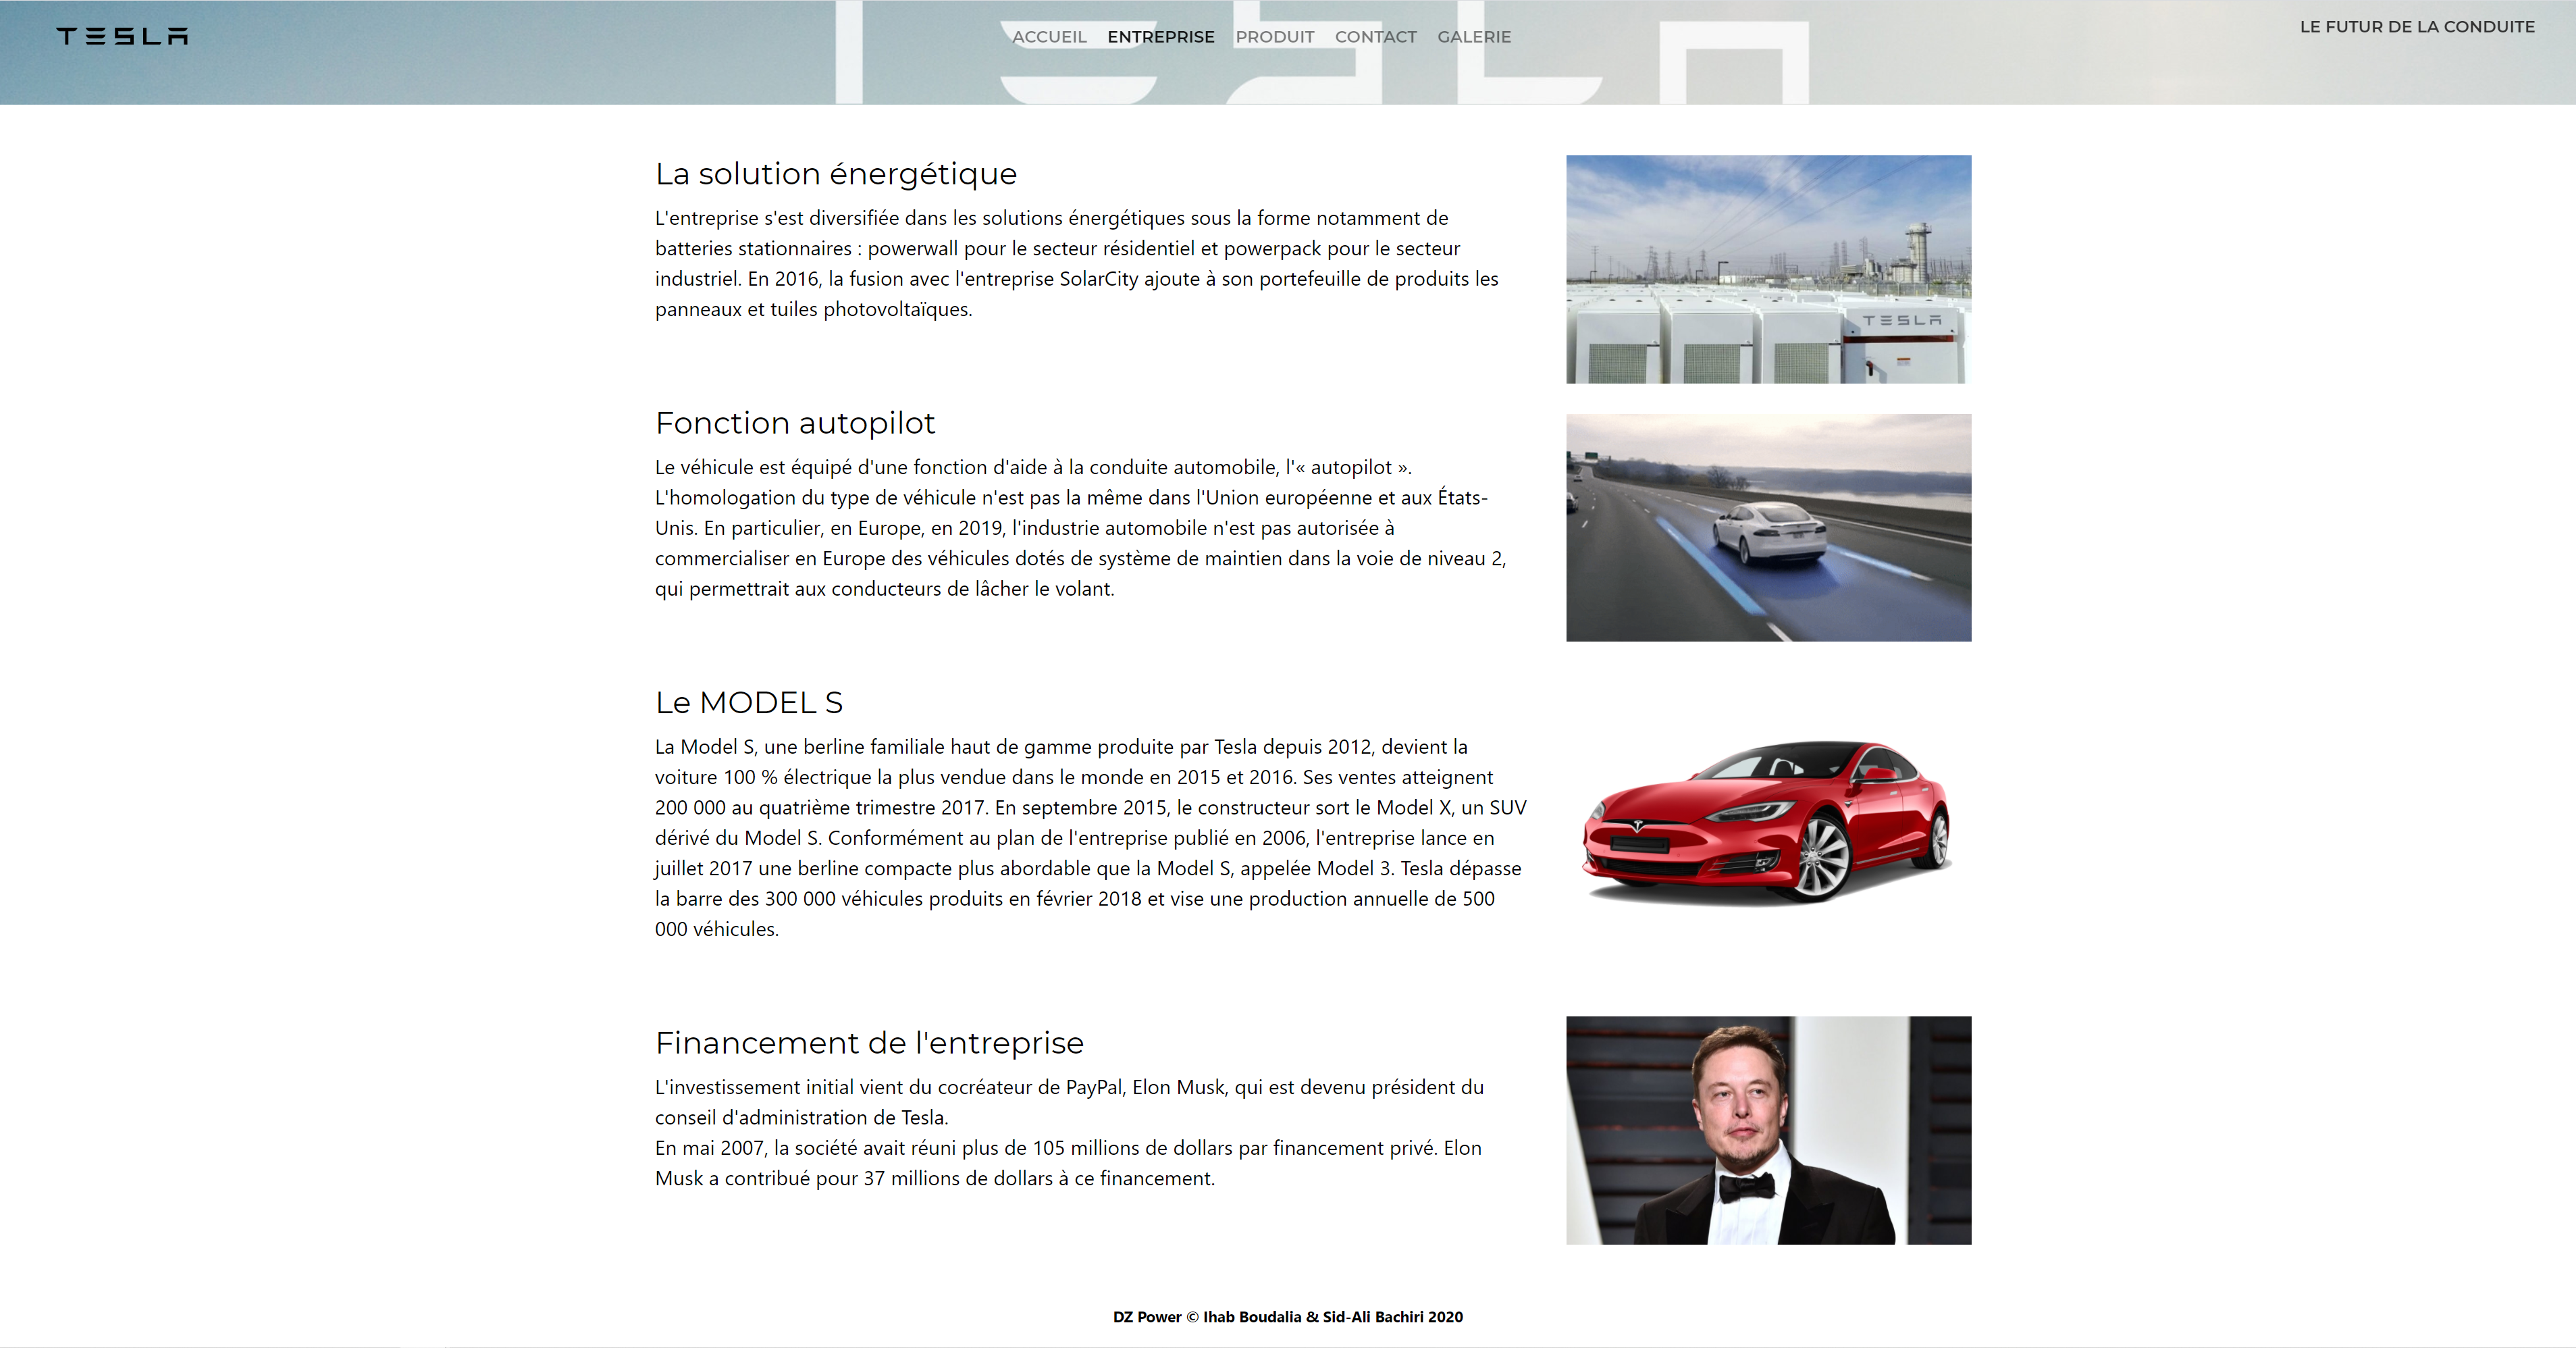 TESLA
ACCUEIL ENTREPRISE PRODUIT CONTACT GALERIE
LE FUTUR DE LA CONDUITE
La solution énergétique
L'entreprise s'est diversifiée dans les solutions énergétiques sous la forme notamment de
batteries stationnaires : powerwall pour le secteur résidentiel et powerpack pour le secteur
industriel. En 2016, la fusion avec l'entreprise SolarCity ajoute à son portefeuille de produits les
panneaux et tuiles photovoltaïques.
TESLA
Fonction autopilot
Le véhicule est équipé d'une fonction d'aide à la conduite automobile, l'« autopilot ».
L'homologation du type de véhicule n'est pas la même dans l'Union européenne et aux États-
Unis. En particulier, en Europe, en 2019, l'industrie automobile n'est pas autorisée à
commercialiser en Europe des véhicules dotés de système de maintien dans la voie de niveau 2,
qui permettrait aux conducteurs de lâcher le volant.
Le MODEL S
La Model S, une berline familiale haut de gamme produite par Tesla depuis 2012, devient la
voiture 100 % électrique la plus vendue dans le monde en 2015 et 2016. Ses ventes atteignent
200 000 au quatrième trimestre 2017. En septembre 2015, le constructeur sort le Model X, un SUV
dérivé du Model S. Conformément au plan de l'entreprise publié en 2006, l'entreprise lance en
juillet 2017 une berline compacte plus abordable que la Model S, appelée Model 3. Tesla dépasse
la barre des 300 000 véhicules produits en février 2018 et vise une production annuelle de 500
000 véhicules.
Financement de l'entreprise
L'investissement initial vient du cocréateur de PayPal, Elon Musk, qui est devenu président du
conseil d'administration de Tesla.
En mai 2007, la société avait réuni plus de 105 millions de dollars par financement privé. Elon
Musk a contribué pour 37 millions de dollars à ce financement.
DZ Power © Ihab Boudalia & Sid-Ali Bachiri 2020